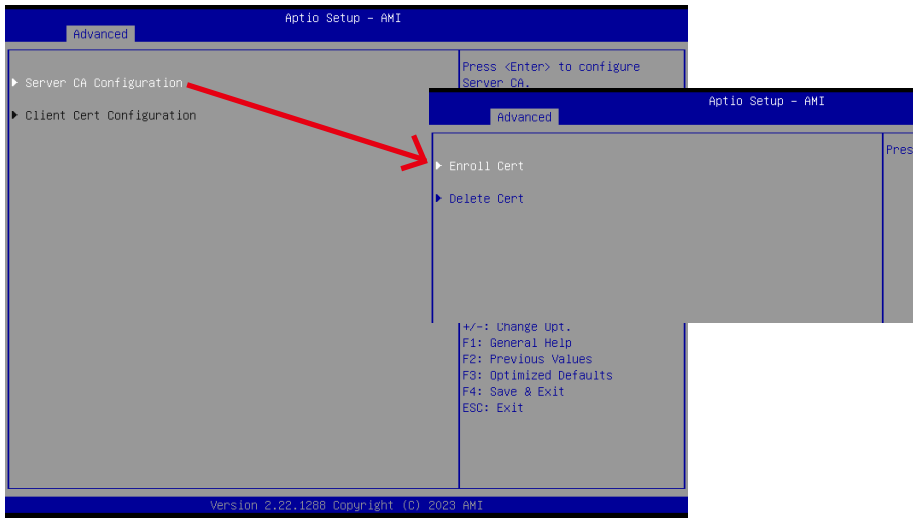 Aptio Setup – AMI
Advanced
Server CA Configuration
Client Cert Configuration
Press <Enter> to configure
Server CA.
Aptio Setup – AMI
Advanced
Enroll Cert
Delete Cert
Pres
+/-: Change Opt.
F1: General Help
F2: Previous Values
F3: Optimized Defaults
F4: Save & Exit
ESC: Exit
Version 2.22.1288 Copyright (C) 2023 AMI